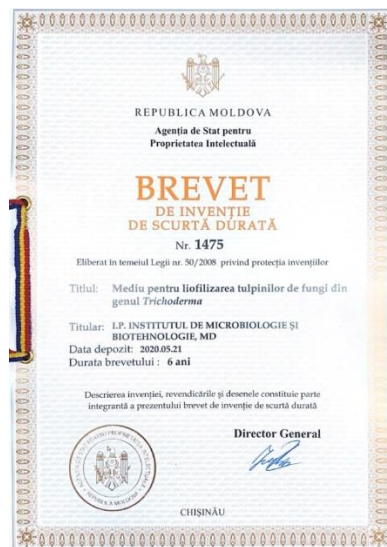 REPUBLICA MOLDOVA
Agenția de Stat pentru
Proprietatea Intelectuală
BREVET
DE INVENȚIE
DE SCURTĂ DURATĂ
Nr. 1475
Eliberat în temeiul Legii nr. 50/2008 privind protecția invențiilor
Titlul: Mediu pentru liofilizarea tulpinilor de fungi din
genul Trichoderma
Titular: I.P. INSTITUTUL DE MICROBIOLOGIE ȘI
BIOTEHNOLOGIE, MD
Data depozit: 2020.05.21
Durata brevetului : 6 ani
Descrierea invenției, revendicările și desenele constituie parte
integrantă a prezentului brevet de invenție de scurtă durată
Director General
REPUBLICA MOLDOVA
CHIȘINĂU